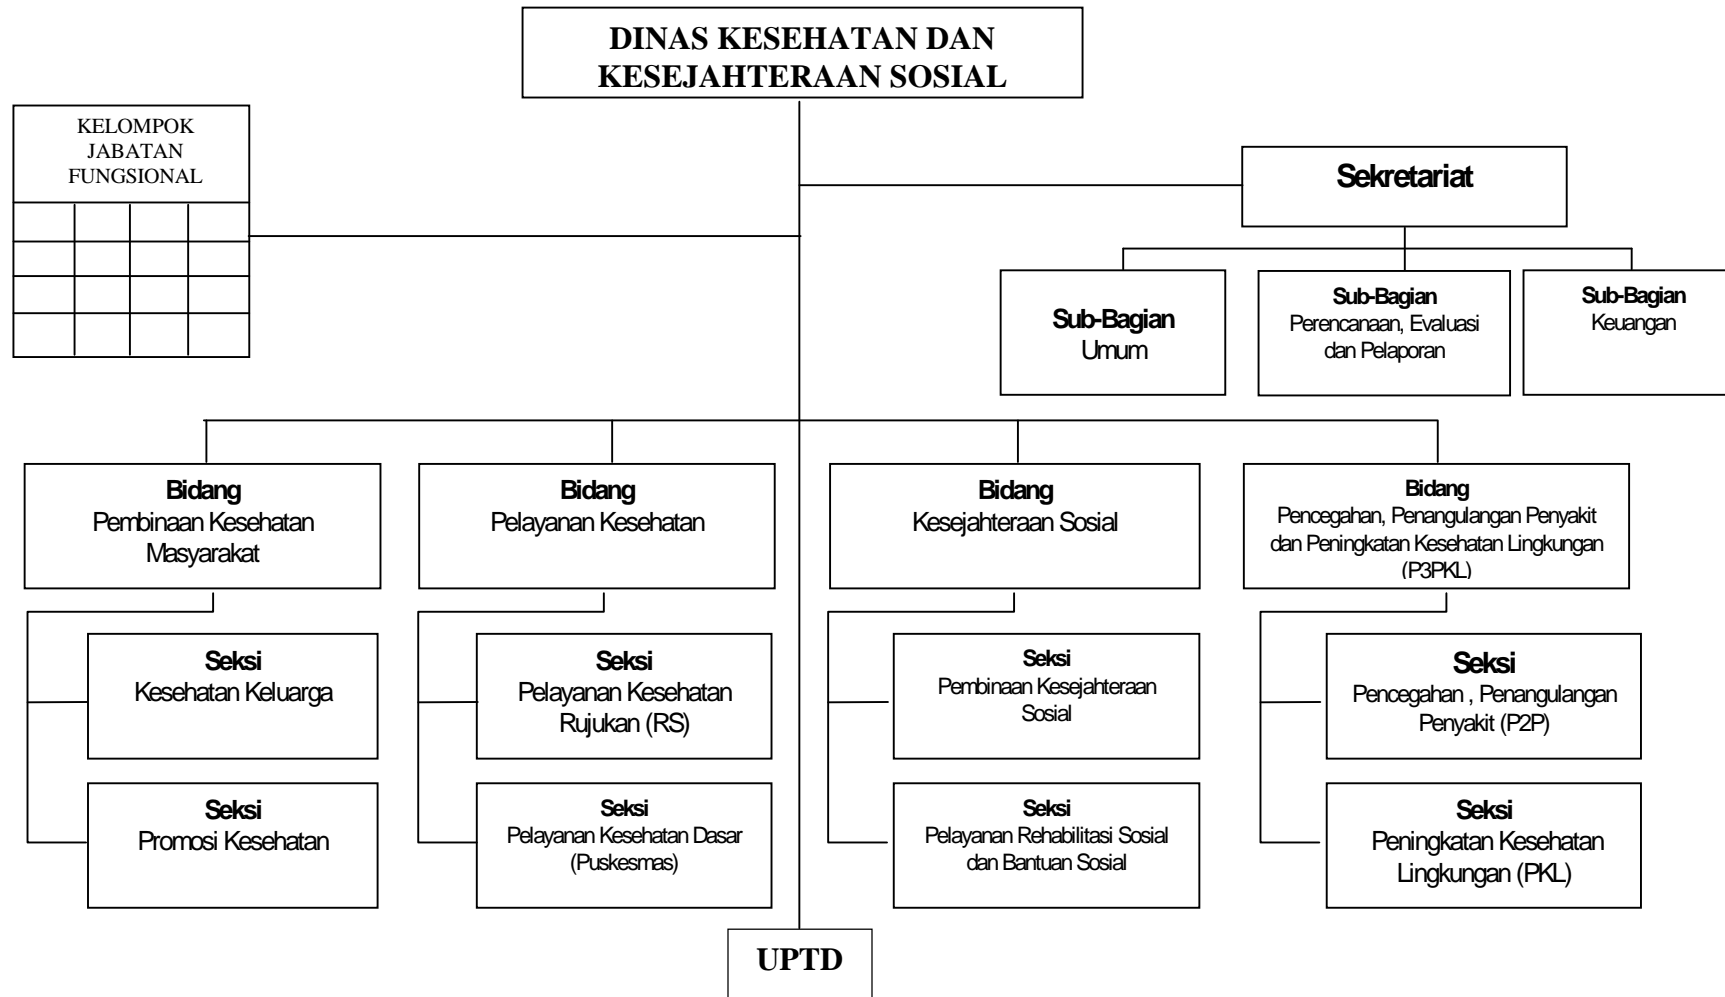 DINAS KESEHATAN DAN
KESEJAHTERAAN SOSIAL
KELOMPOK
JABATAN
FUNGSIONAL
Sekretariat
Sub-Bagian
Umum
Sub-Bagian
Perencanaan, Evaluasi
dan Pelaporan
Sub-Bagian
Keuangan
Bidang
Pembinaan Kesehatan
Masyarakat
Bidang
Pelayanan Kesehatan
Bidang
Kesejahteraan Sosial
Bidang
Pencegahan, Penangulangan Penyakit
dan Peningkatan Kesehatan Lingkungan
(P3PKL)
Seksi
Kesehatan Keluarga
Seksi
Pelayanan Kesehatan
Rujukan (RS)
Seksi
Pembinaan Kesejahteraan
Sosial
Seksi
Pencegahan , Penangulangan
Penyakit (P2P)
Seksi
Promosi Kesehatan
Seksi
Pelayanan Kesehatan Dasar
(Puskesmas)
Seksi
Pelayanan Rehabilitasi Sosial
dan Bantuan Sosial
Seksi
Peningkatan Kesehatan
Lingkungan (PKL)
UPTD